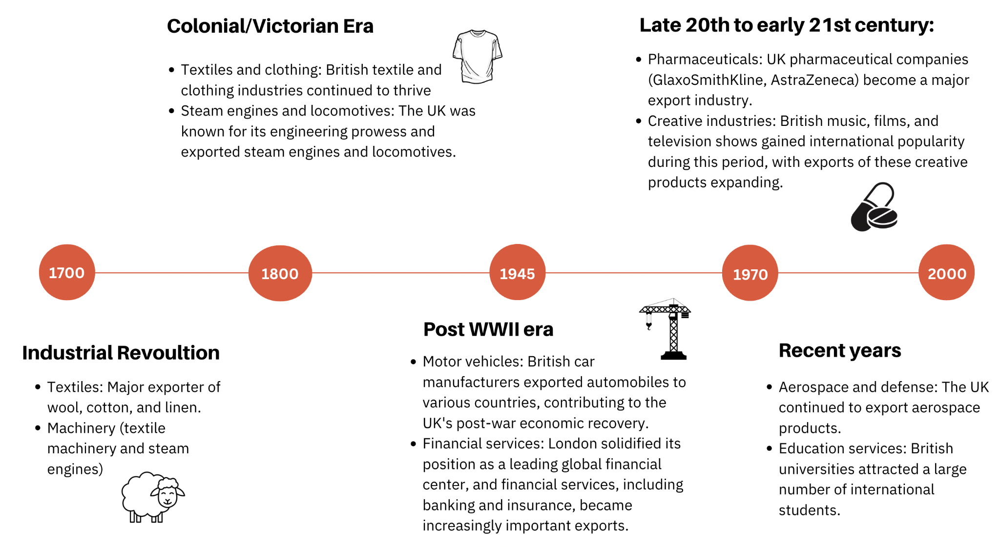 Colonial/Victorian Era
• Textiles and clothing: British textile and
clothing industries continued to thrive
• Steam engines and locomotives: The UK was
known for its engineering prowess and
exported steam engines and locomotives.
Late 20th to early 21st century:
• Pharmaceuticals: UK pharmaceutical companies
(GlaxoSmithKline, AstraZeneca) become a major
export industry.
• Creative industries: British music, films, and
television shows gained international popularity
during this period, with exports of these creative
products expanding.
1700
1800
1945
1970
2000
Industrial Revoultion
• Textiles: Major exporter of
wool, cotton, and linen.
• Machinery (textile
machinery and steam
engines)
Post WWII era
• Motor vehicles: British car
manufacturers exported automobiles to
various countries, contributing to the
UK's post-war economic recovery.
• Financial services: London solidified its
position as a leading global financial
center, and financial services, including
banking and insurance, became
increasingly important exports.
Recent years
• Aerospace and defense: The UK
continued to export aerospace
products.
• Education services: British
universities attracted a large
number of international
students.